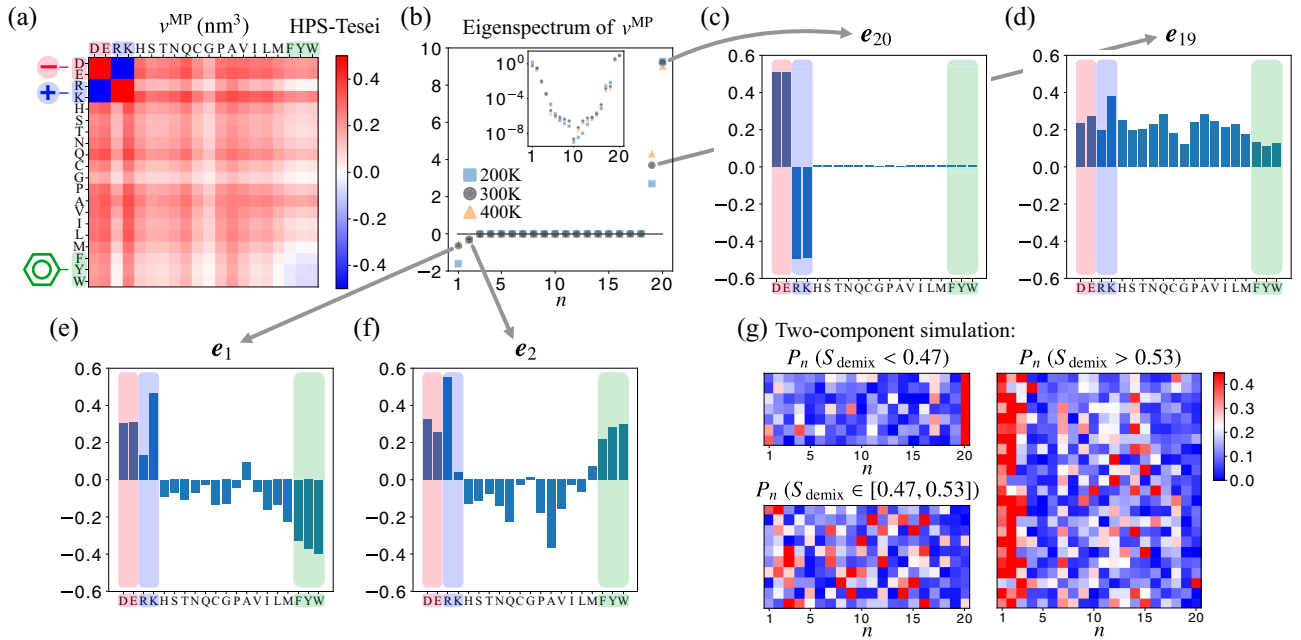 (a)
v^MP (nm³)
HPS-Tesei
D E R K H S T N Q C G P A V I L M F Y W
−
+
D
E
R
K
H
S
T
N
Q
C
G
P
A
V
I
L
M
F
Y
W
0.4
0.2
0.0
−0.2
−0.4
(b)
Eigenspectrum of v^MP
10
8
6
4
2
0
−2
10^0
10^−4
10^−8
1 10 20
200K
300K
400K
1 5 10 15 20
n
(c)
e_20
0.6
0.4
0.2
0.0
−0.2
−0.4
−0.6
D E R K H S T N Q C G P A V I L M F Y W
(d)
e_19
0.6
0.4
0.2
0.0
−0.2
−0.4
−0.6
D E R K H S T N Q C G P A V I L M F Y W
(e)
e_1
0.6
0.4
0.2
0.0
−0.2
−0.4
−0.6
D E R K H S T N Q C G P A V I L M F Y W
(f)
e_2
0.6
0.4
0.2
0.0
−0.2
−0.4
−0.6
D E R K H S T N Q C G P A V I L M F Y W
(g) Two-component simulation:
P_n (S_demix < 0.47)
1 5 10 15 20
n
P_n (S_demix ∈ [0.47, 0.53])
1 5 10 15 20
n
P_n (S_demix > 0.53)
1 5 10 15 20
n
0.4
0.3
0.2
0.1
0.0